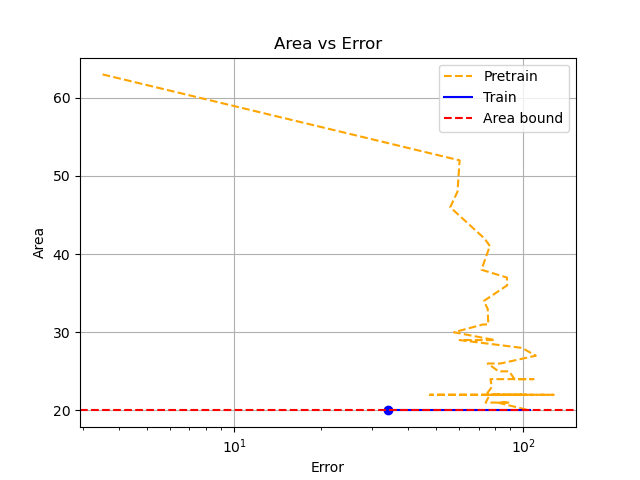 Area vs Error
Pretrain
Train
Area bound
60
50
40
30
20
Area
10¹
10²
Error